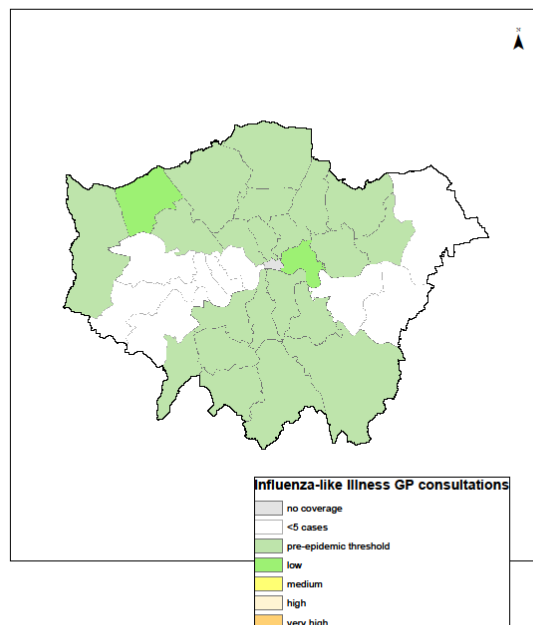 N
Influenza-like Illness GP consultations
no coverage
<5 cases
pre-epidemic threshold
low
medium
high
very high